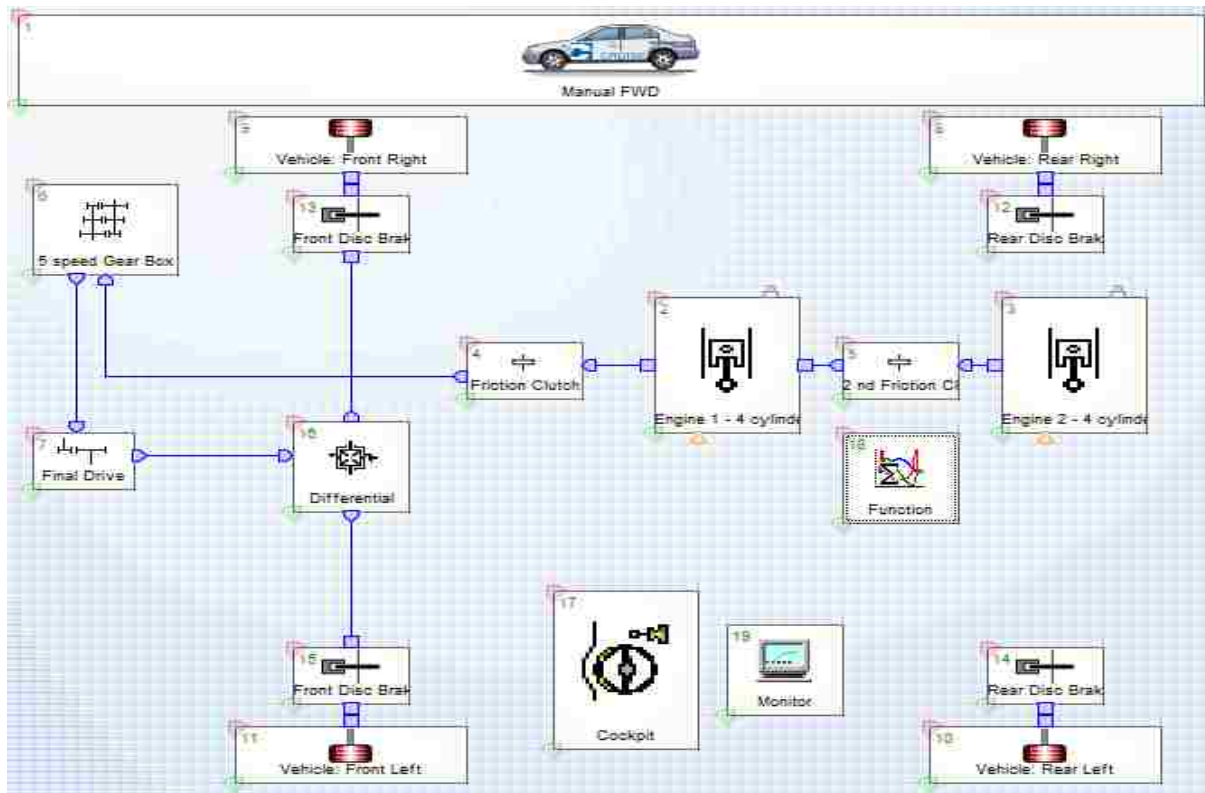 1
Manual FWD
Vehicle: Front Right
Vehicle: Rear Right
13
Front Disc Brak
12
Rear Disc Brak
5 speed Gear Box
2
3
4
Friction Clutch
5
2 nd Friction Cl
Engine 1 - 4 cylinde
Engine 2 - 4 cylinde
7
Final Drive
16
Differential
18
Function
17
Cockpit
19
Monitor
15
Front Disc Brak
14
Rear Disc Brak
11
Vehicle: Front Left
10
Vehicle: Rear Left